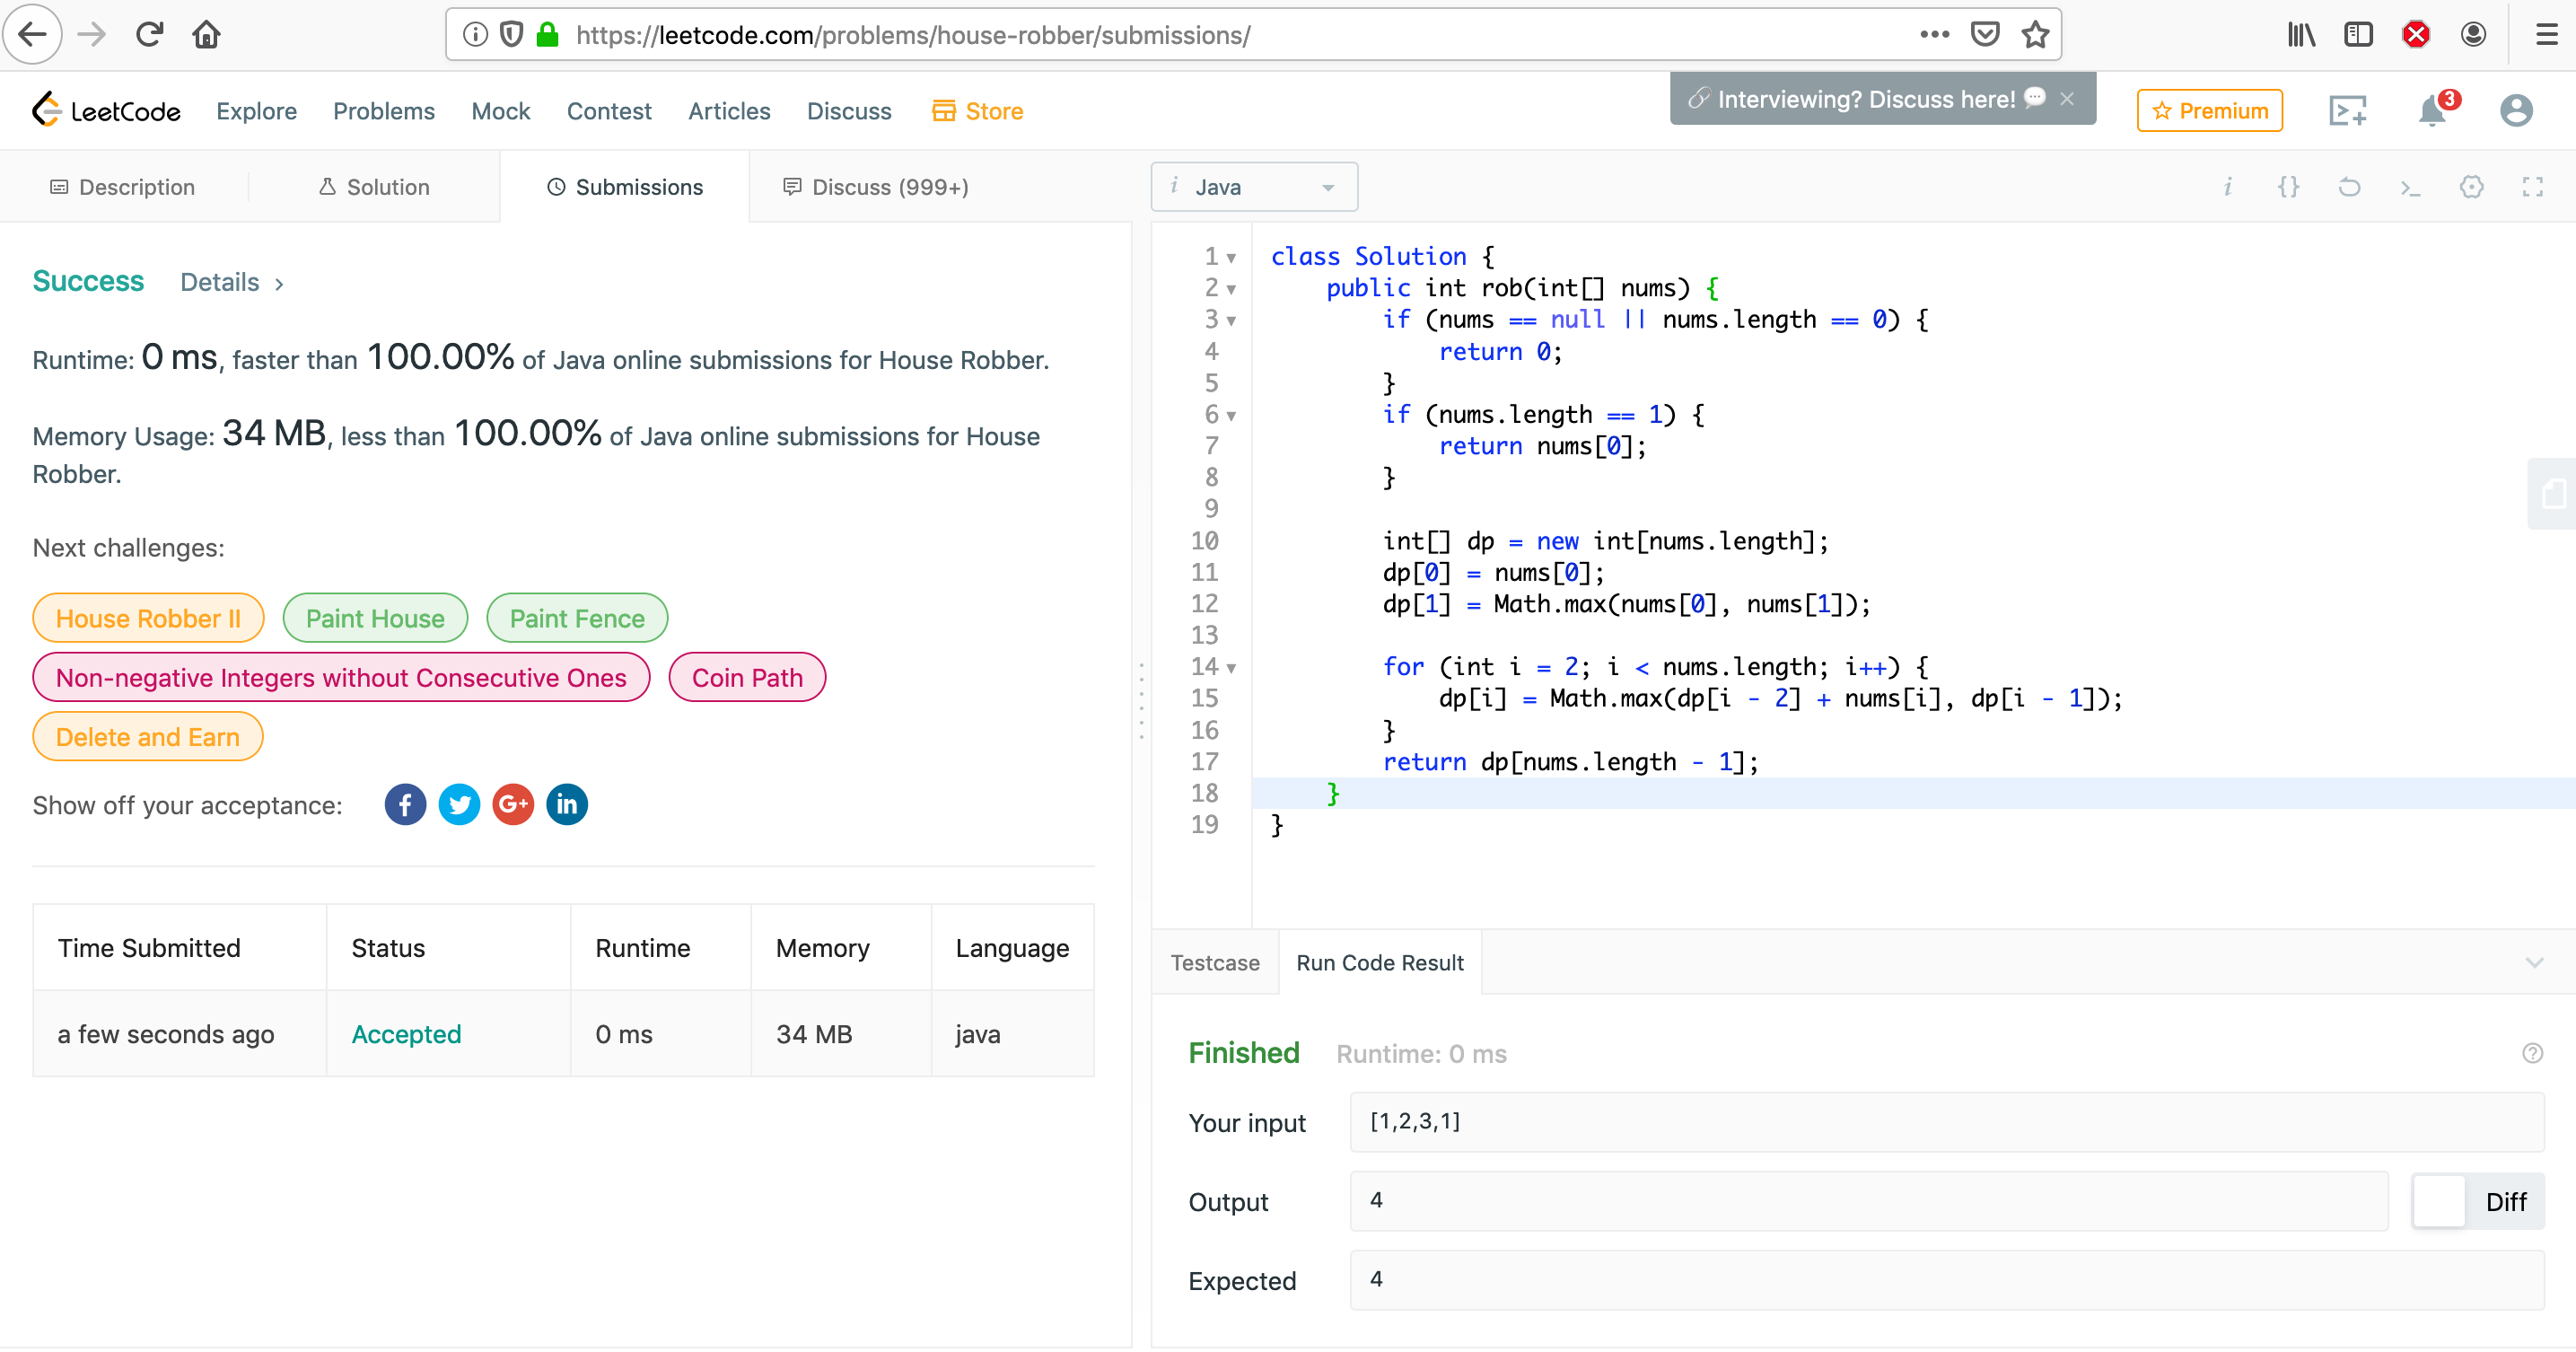 https://leetcode.com/problems/house-robber/submissions/
LeetCode Explore Problems Mock Contest Articles Discuss Store
Interviewing? Discuss here! 💬 ×
Premium
3
Description Solution Submissions Discuss (999+)
Success Details >
Runtime: 0 ms, faster than 100.00% of Java online submissions for House Robber.
Memory Usage: 34 MB, less than 100.00% of Java online submissions for House
Robber.
Next challenges:
House Robber II Paint House Paint Fence
Non-negative Integers without Consecutive Ones Coin Path
Delete and Earn
Show off your acceptance: f G+ in
Time Submitted Status Runtime Memory Language
a few seconds ago Accepted 0 ms 34 MB java
i Java
i {} >_
1 class Solution {
2 public int rob(int[] nums) {
3 if (nums == null || nums.length == 0) {
4 return 0;
5 }
6 if (nums.length == 1) {
7 return nums[0];
8 }
9
10 int[] dp = new int[nums.length];
11 dp[0] = nums[0];
12 dp[1] = Math.max(nums[0], nums[1]);
13
14 for (int i = 2; i < nums.length; i++) {
15 dp[i] = Math.max(dp[i - 2] + nums[i], dp[i - 1]);
16 }
17 return dp[nums.length - 1];
18 }
19 }
Testcase Run Code Result
Finished Runtime: 0 ms
Your input [1,2,3,1]
Output 4 Diff
Expected 4